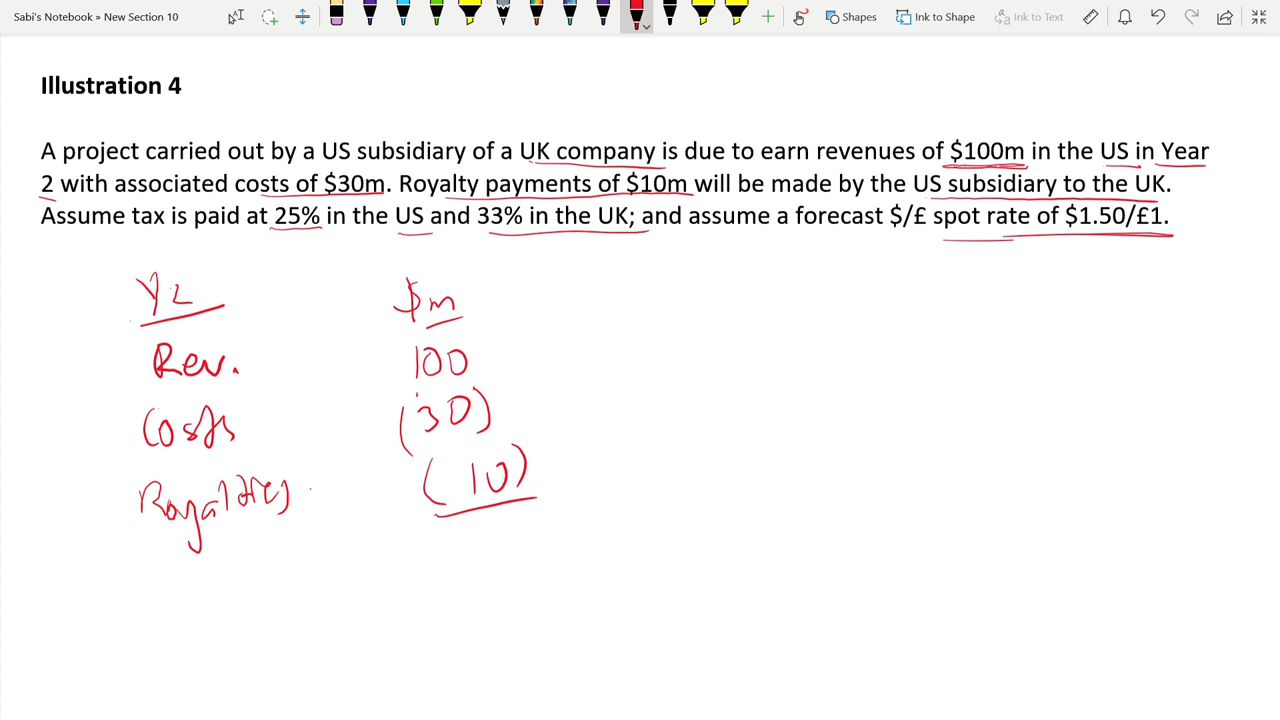 Sabi's Notebook » New Section 10
Shapes
Ink to Shape
Ink to Text
Illustration 4
A project carried out by a US subsidiary of a UK company is due to earn revenues of $100m in the US in Year
2 with associated costs of $30m. Royalty payments of $10m will be made by the US subsidiary to the UK.
Assume tax is paid at 25% in the US and 33% in the UK; and assume a forecast $/£ spot rate of $1.50/£1.
Y2 $m
Rev. 100
Costs (30)
Royalties (10)